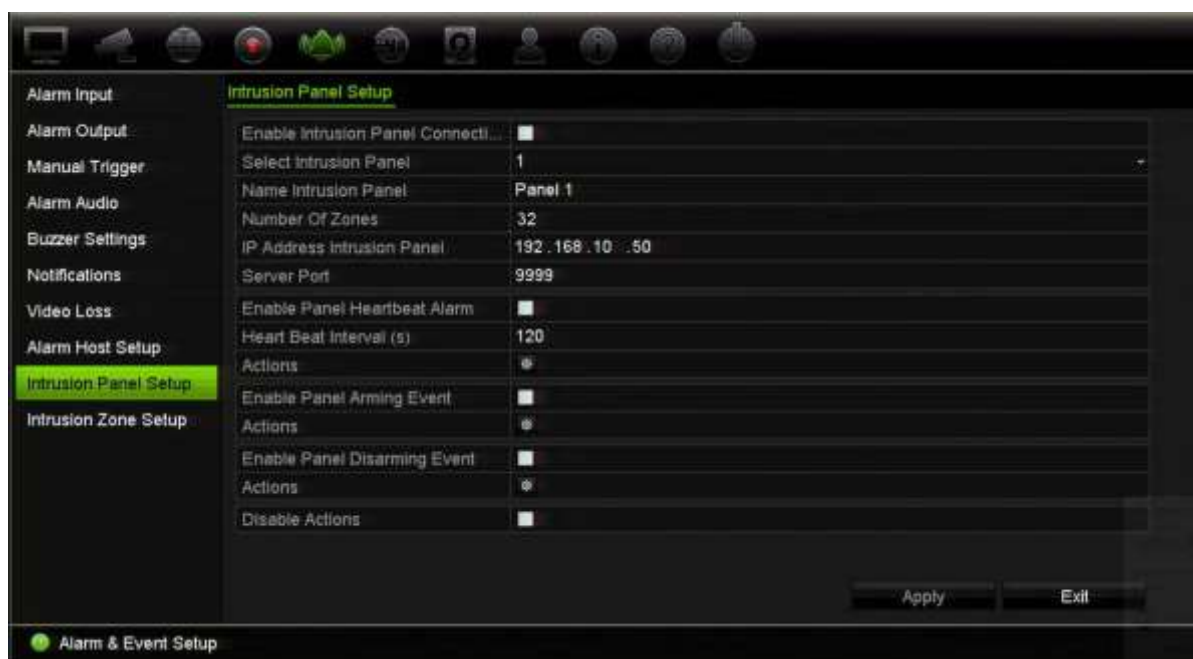 Alarm Input
Alarm Output
Manual Trigger
Alarm Audio
Buzzer Settings
Notifications
Video Loss
Alarm Host Setup
Intrusion Panel Setup
Intrusion Zone Setup
Intrusion Panel Setup
Enable Intrusion Panel Connecti...
Select Intrusion Panel 1
Name Intrusion Panel Panel 1
Number Of Zones 32
IP Address Intrusion Panel 192 .168 .10 .50
Server Port 9999
Enable Panel Heartbeat Alarm
Heart Beat Interval (s) 120
Actions
Enable Panel Arming Event
Actions
Enable Panel Disarming Event
Actions
Disable Actions
Apply Exit
Alarm & Event Setup